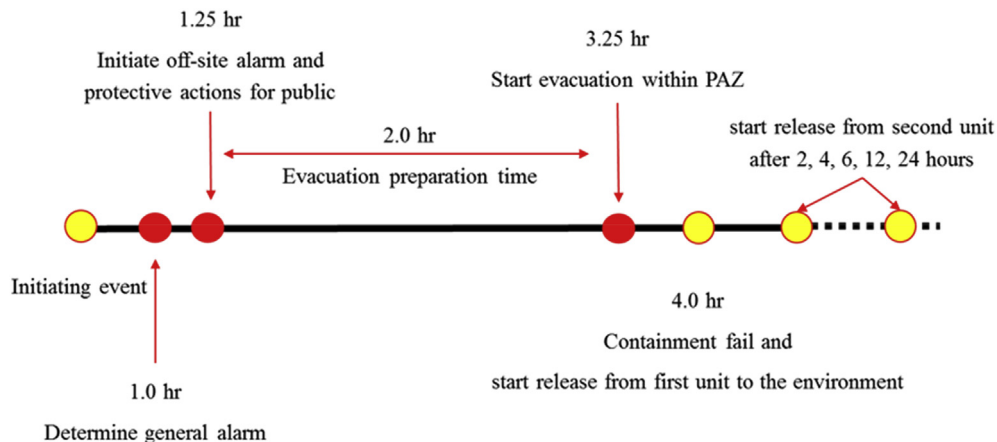 1.25 hr
Initiate off-site alarm and
protective actions for public
3.25 hr
Start evacuation within PAZ
2.0 hr
Evacuation preparation time
start release from second unit
after 2, 4, 6, 12, 24 hours
Initiating event
1.0 hr
Determine general alarm
4.0 hr
Containment fail and
start release from first unit to the environment